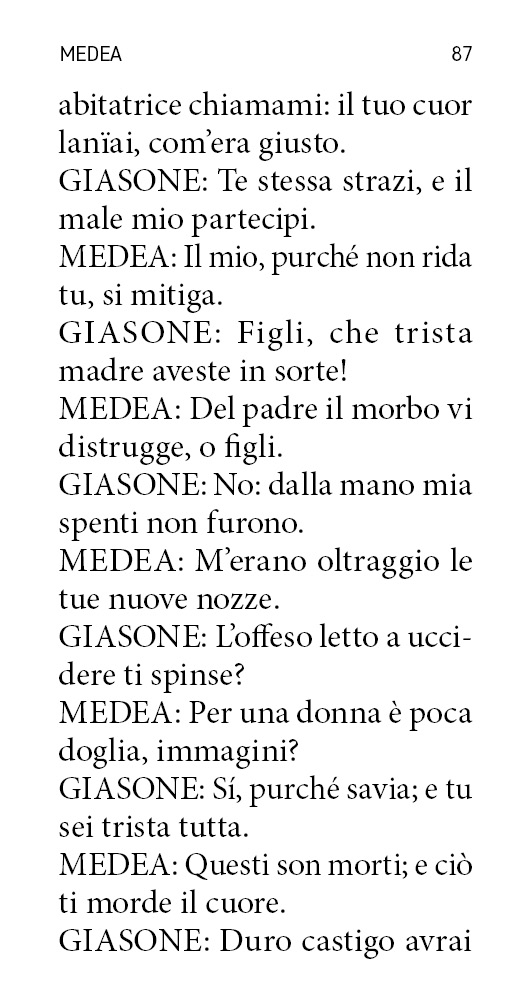 MEDEA 87
abitatrice chiamami: il tuo cuor
lanïai, com’era giusto.
GIASONE: Te stessa strazi, e il
male mio partecipi.
MEDEA: Il mio, purché non rida
tu, si mitiga.
GIASONE: Figli, che trista
madre aveste in sorte!
MEDEA: Del padre il morbo vi
distrugge, o figli.
GIASONE: No: dalla mano mia
spenti non furono.
MEDEA: M’erano oltraggio le
tue nuove nozze.
GIASONE: L’offeso letto a ucci-
dere ti spinse?
MEDEA: Per una donna è poca
doglia, immagini?
GIASONE: Sí, purché savia; e tu
sei trista tutta.
MEDEA: Questi son morti; e ciò
ti morde il cuore.
GIASONE: Duro castigo avrai